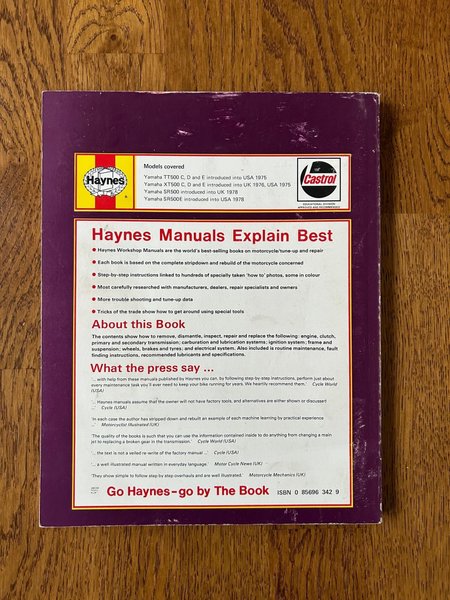 Haynes
Models covered
Yamaha TT500 C, D and E introduced into USA 1975
Yamaha XT500 C, D and E introduced into UK 1976, USA 1975
Yamaha SR500 introduced into UK 1978
Yamaha SR500E introduced into USA 1978
Castrol
EDUCATIONAL DIVISION
APPROVED AND RECOMMENDED
Haynes Manuals Explain Best
● Haynes Workshop Manuals are the world's best-selling books on motorcycle/tune-up and repair
● Each book is based on the complete stripdown and rebuild of the motorcycle concerned
● Step-by-step instructions linked to hundreds of specially taken 'how to' photos, some in colour
● Most carefully researched with manufacturers, dealers, repair specialists and owners
● More trouble shooting and tune-up data
● Tricks of the trade show how to get around using special tools
About this Book
The contents show how to remove, dismantle, inspect, repair and replace the following: engine, clutch,
primary and secondary transmission; carburation and lubrication systems; ignition system; frame and
suspension; wheels, brakes and tyres; and electrical system. Also included is routine maintenance, fault
finding instructions, recommended lubricants and specifications.
What the press say ...
'... with help from these manuals published by Haynes you can, by following step-by-step instructions, perform just about
every maintenance task you'll ever need to keep your bike running for years. We heartily recommend them.' Cycle World
(USA)
'... Haynes manuals assume that the owner will not have factory tools, and alternatives are either shown or discussed'
Cycle (USA)
'In each case the author has stripped down and rebuilt an example of each machine learning by practical experience
...' Motorcyclist Illustrated (UK)
'The quality of the books is such that you can use the information contained inside to do anything from changing a main
jet to replacing a broken gear in the transmission.' Cycle World (USA)
'... the text is not a veiled re-write of the factory manual ...' Cycle (USA)
'... a well illustrated manual written in everyday language.' Motor Cycle News (UK)
'They show simple to follow step by step overhauls and are well illustrated.' Motorcycle Mechanics (UK)
Go Haynes-go by The Book ISBN 0 85696 342 9